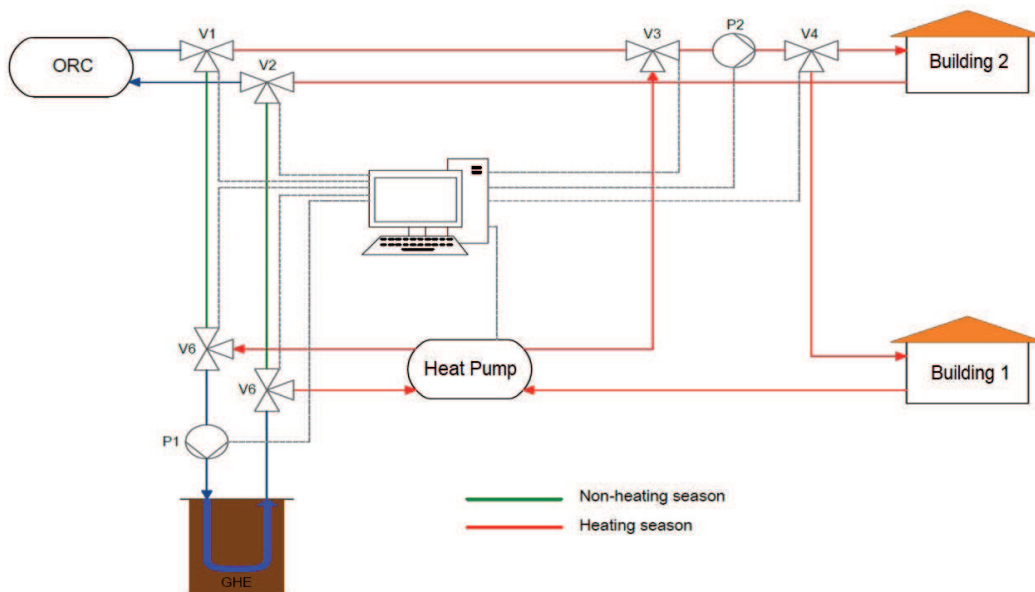 V1
V3
P2
V4
ORC
V2
Building 2
V6
Heat Pump
V6
Building 1
P1
Non-heating season
Heating season
GHE